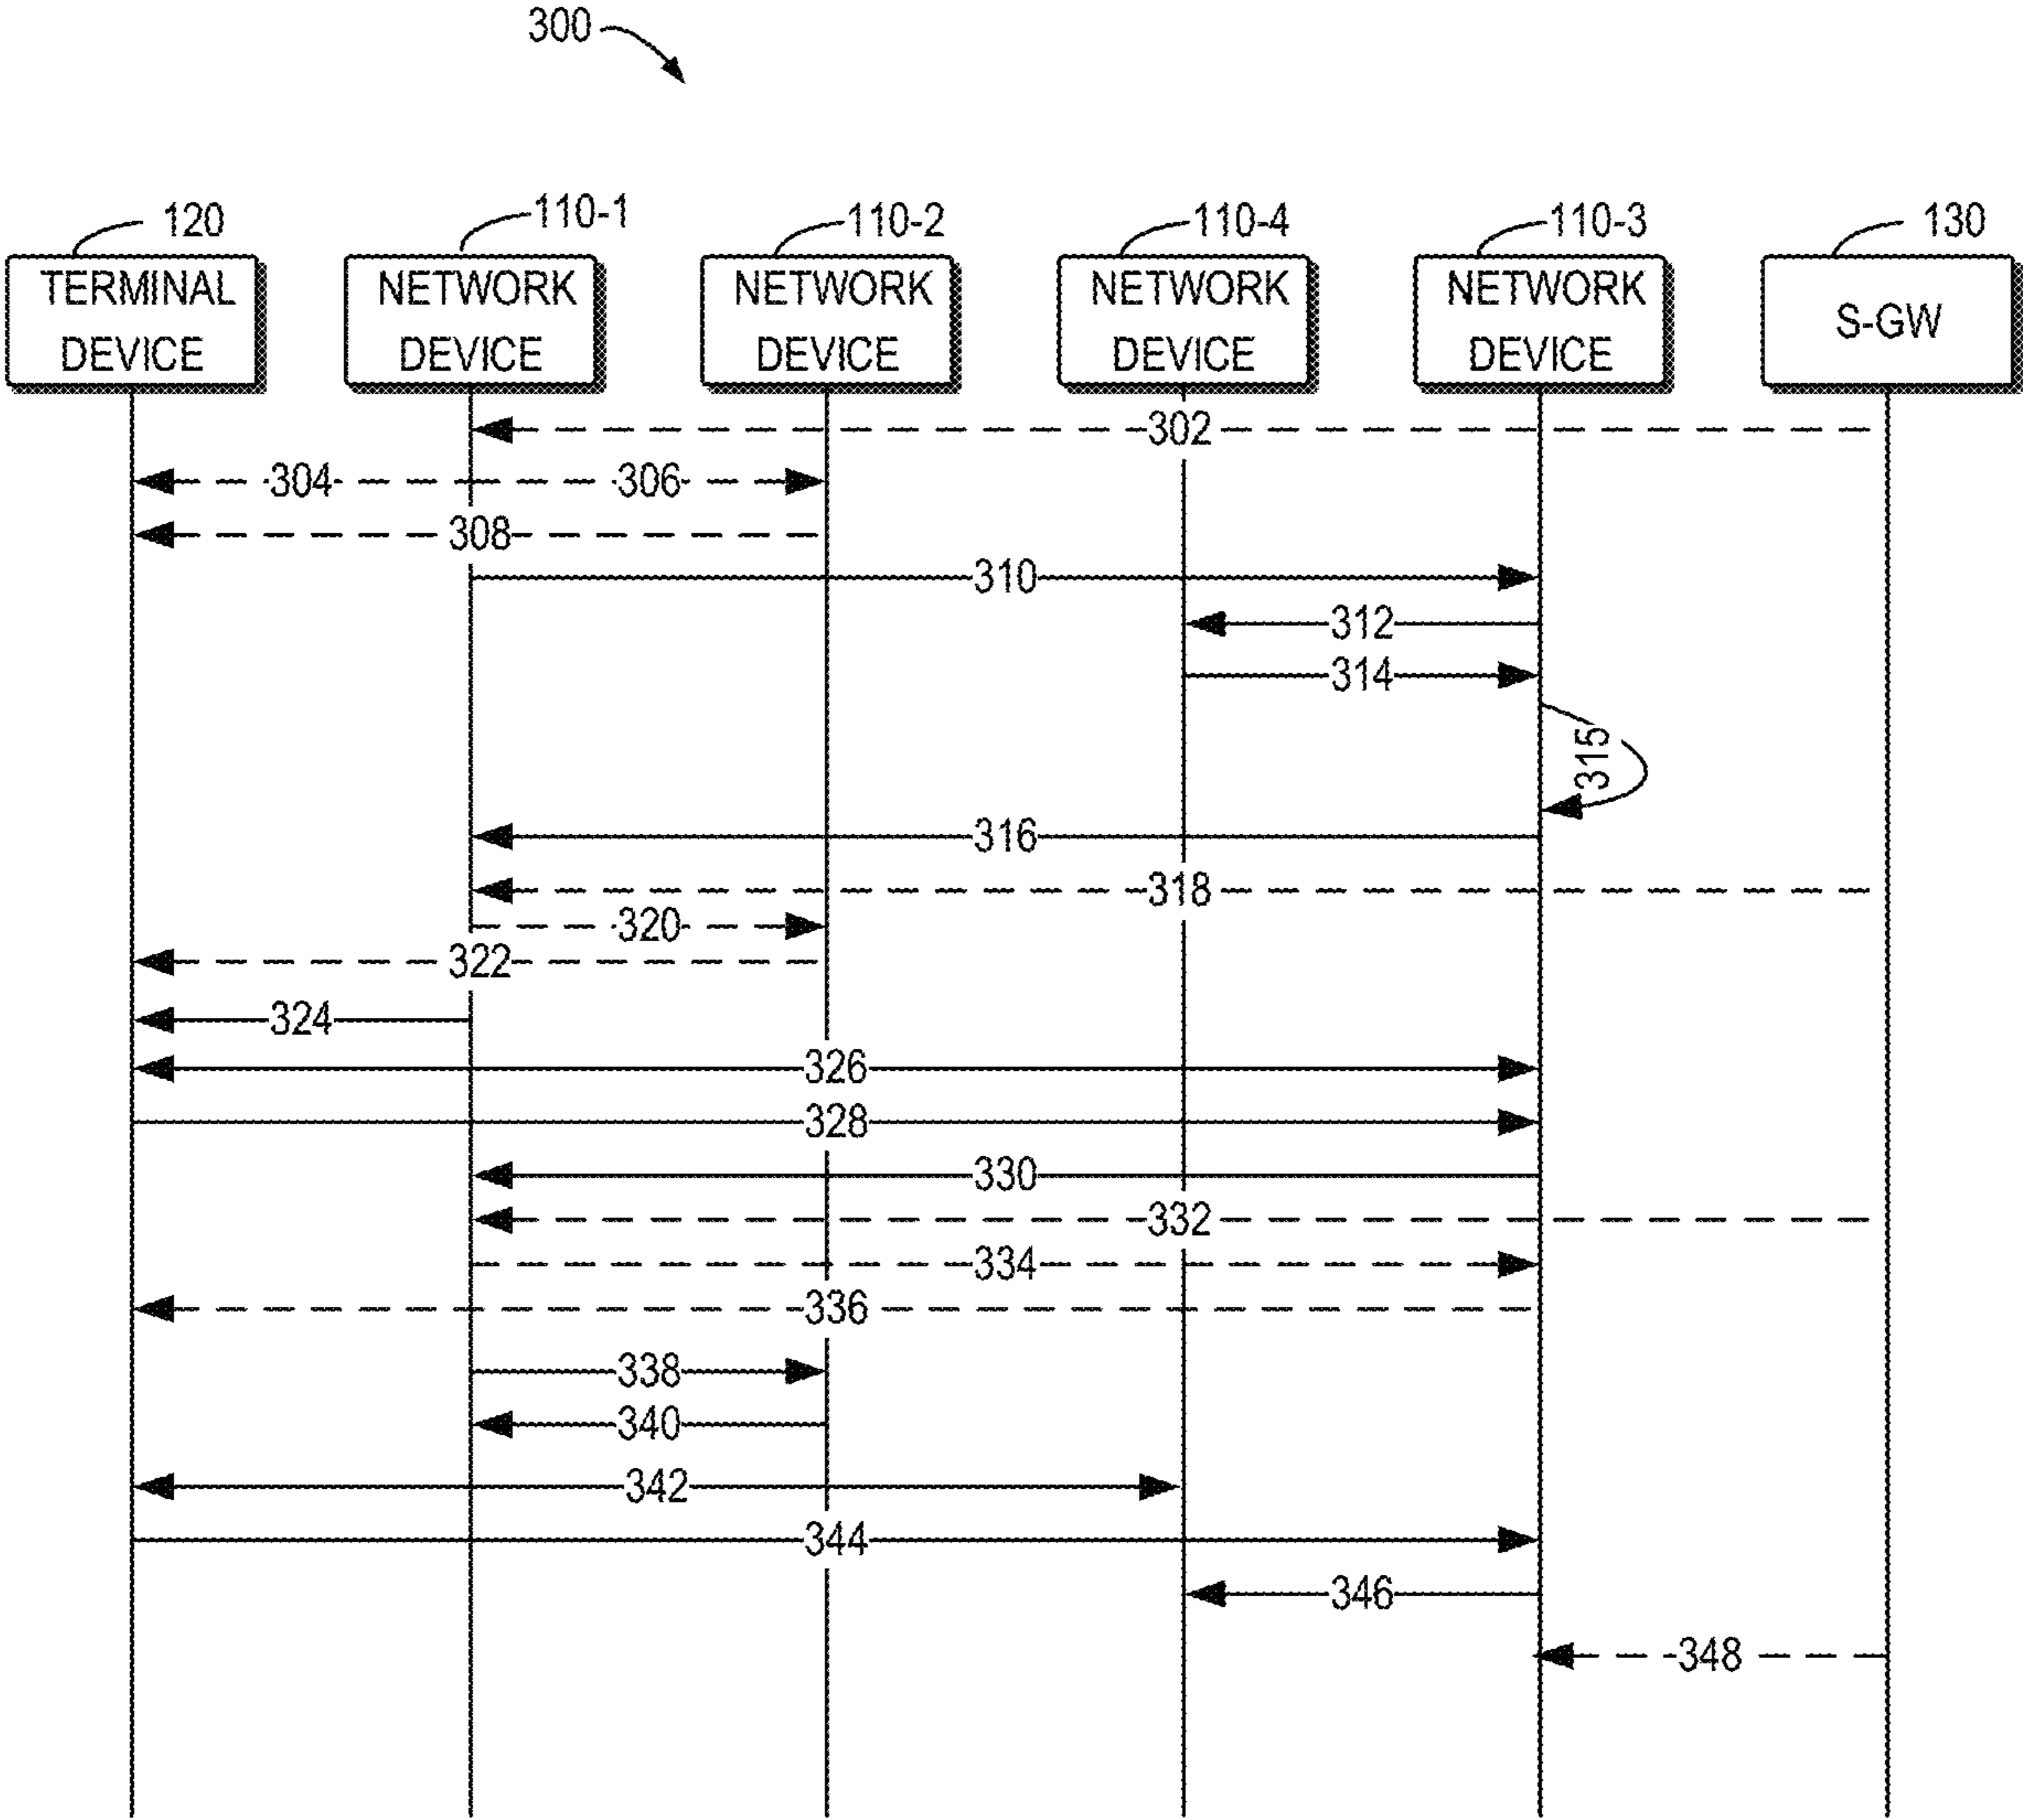 300
120
110-1
110-2
110-4
110-3
130
TERMINAL
DEVICE
NETWORK
DEVICE
NETWORK
DEVICE
NETWORK
DEVICE
NETWORK
DEVICE
S-GW
302
304
306
308
310
312
314
315
316
318
320
322
324
326
328
330
332
334
336
338
340
342
344
346
348